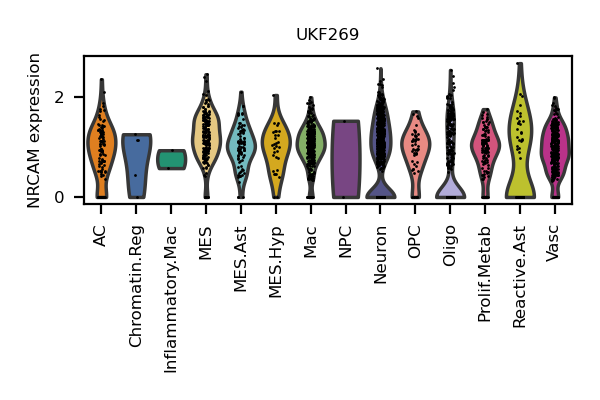 UKF269
NRCAM expression
2
0
AC
Chromatin.Reg
Inflammatory.Mac
MES
MES.Ast
MES.Hyp
Mac
NPC
Neuron
OPC
Oligo
Prolif.Metab
Reactive.Ast
Vasc